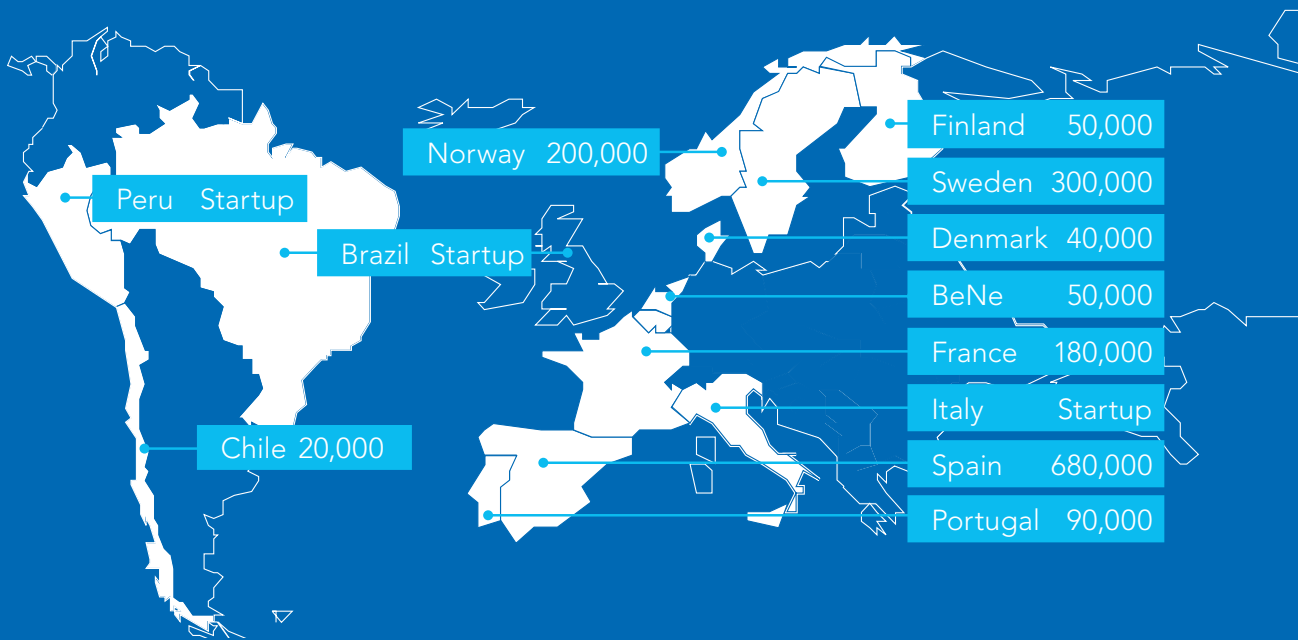 Finland 50,000
Norway 200,000
Sweden 300,000
Peru Startup
Denmark 40,000
Brazil Startup
BeNe 50,000
France 180,000
Italy Startup
Chile 20,000
Spain 680,000
Portugal 90,000